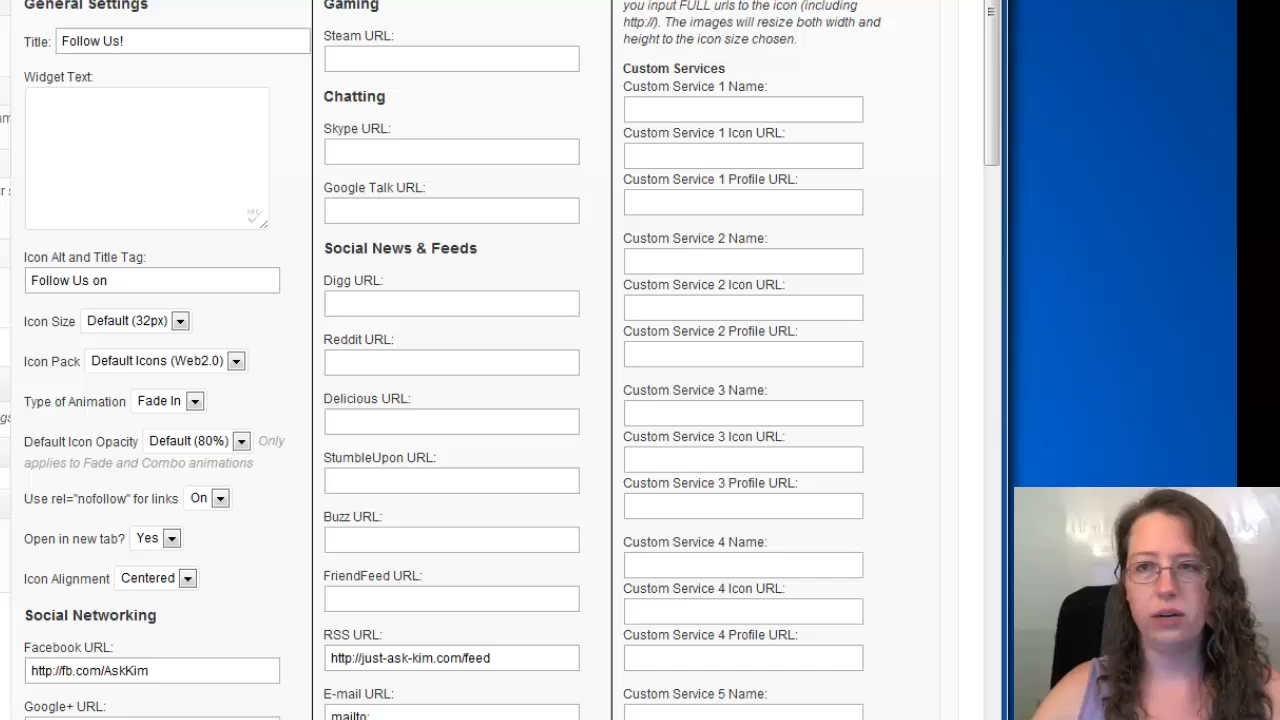 General Settings
Title: Follow Us!
Widget Text:
ABC
Icon Alt and Title Tag:
Follow Us on
Icon Size Default (32px)
Icon Pack Default Icons (Web2.0)
Type of Animation Fade In
Default Icon Opacity Default (80%) Only
applies to Fade and Combo animations
Use rel="nofollow" for links On
Open in new tab? Yes
Icon Alignment Centered
Social Networking
Facebook URL:
http://fb.com/AskKim
Google+ URL:
Gaming
Steam URL:
Chatting
Skype URL:
Google Talk URL:
Social News & Feeds
Digg URL:
Reddit URL:
Delicious URL:
StumbleUpon URL:
Buzz URL:
FriendFeed URL:
RSS URL:
http://just-ask-kim.com/feed
E-mail URL:
mailto:
you input FULL urls to the icon (including
http://). The images will resize both width and
height to the icon size chosen.
Custom Services
Custom Service 1 Name:
Custom Service 1 Icon URL:
Custom Service 1 Profile URL:
Custom Service 2 Name:
Custom Service 2 Icon URL:
Custom Service 2 Profile URL:
Custom Service 3 Name:
Custom Service 3 Icon URL:
Custom Service 3 Profile URL:
Custom Service 4 Name:
Custom Service 4 Icon URL:
Custom Service 4 Profile URL:
Custom Service 5 Name: